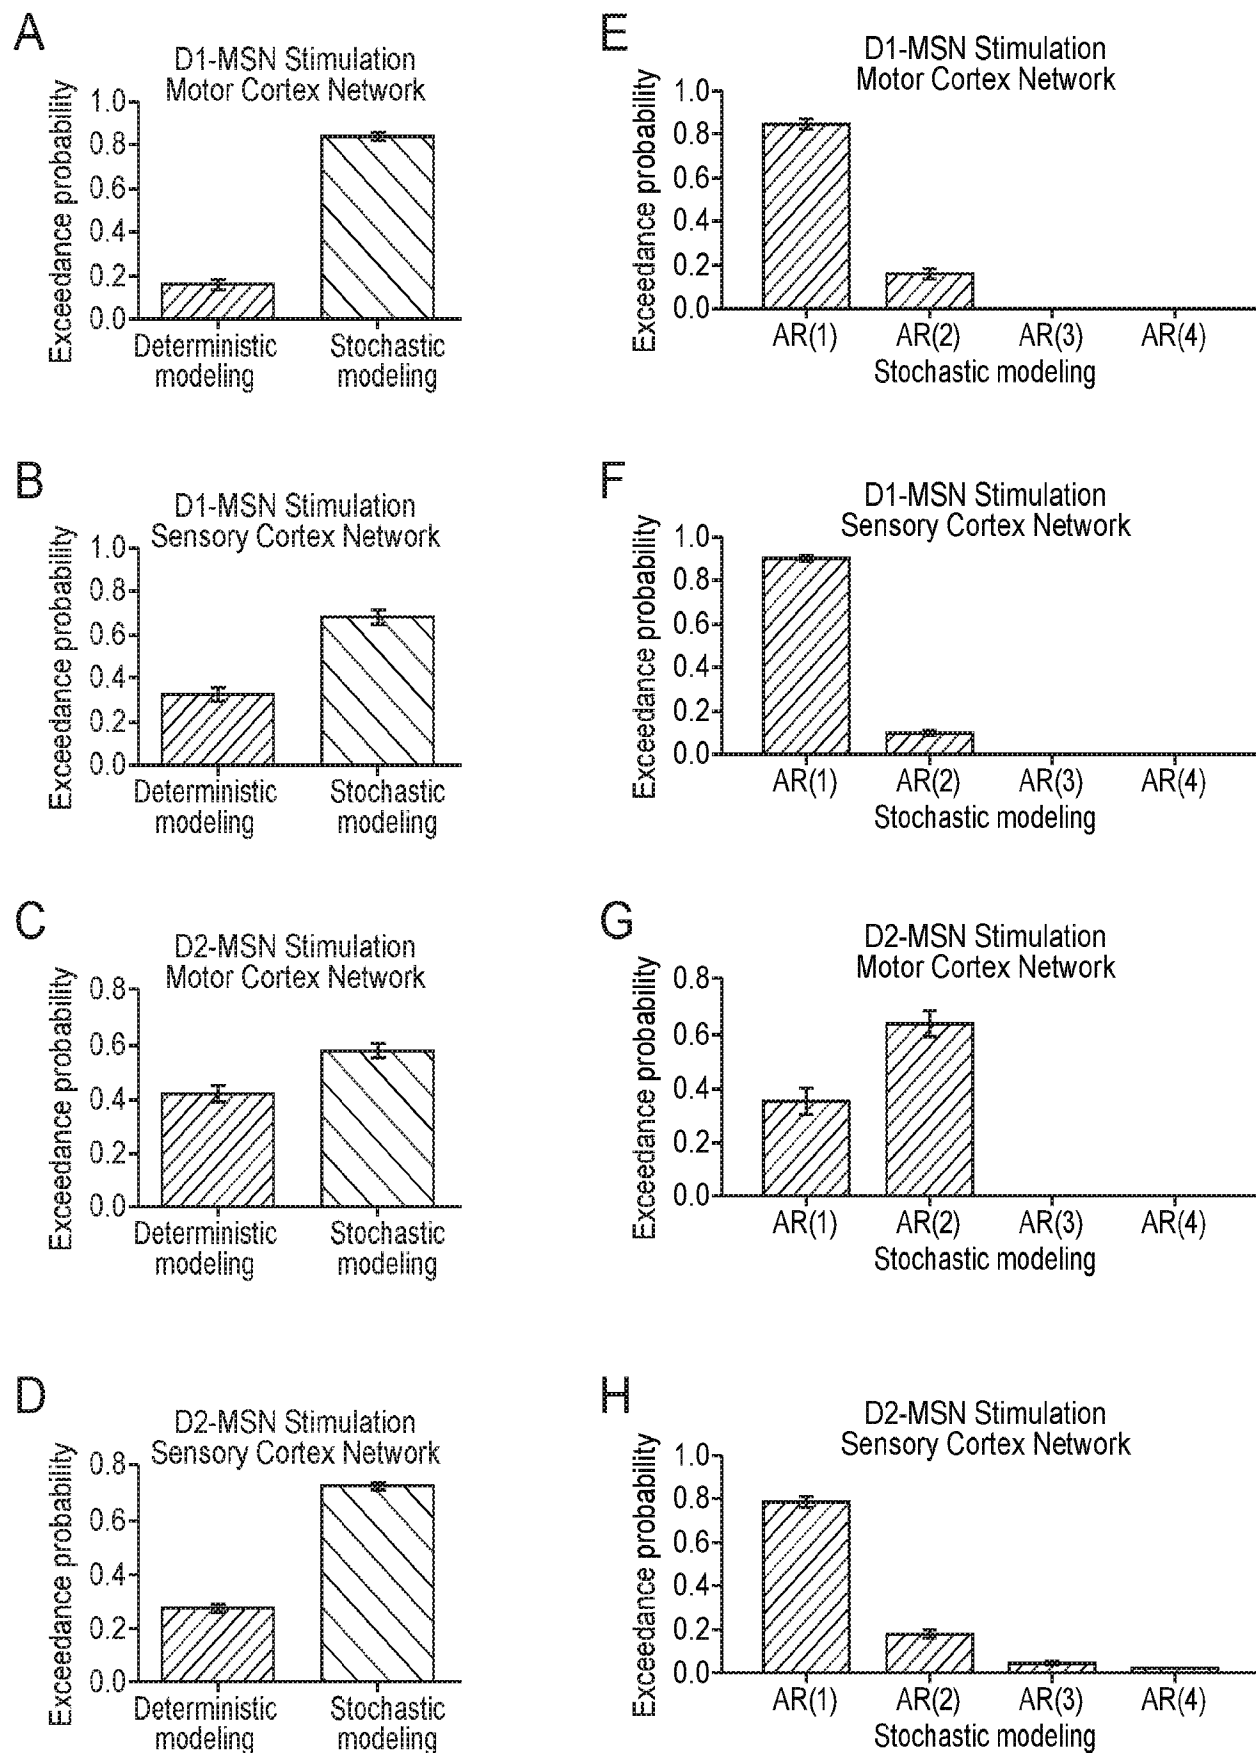 A
D1-MSN Stimulation
Motor Cortex Network
Exceedance probability
1.0
0.8
0.6
0.4
0.2
0.0
Deterministic modeling
Stochastic modeling
E
D1-MSN Stimulation
Motor Cortex Network
Exceedance probability
1.0
0.8
0.6
0.4
0.2
0.0
AR(1) AR(2) AR(3) AR(4)
Stochastic modeling
B
D1-MSN Stimulation
Sensory Cortex Network
Exceedance probability
1.0
0.8
0.6
0.4
0.2
0.0
Deterministic modeling
Stochastic modeling
F
D1-MSN Stimulation
Sensory Cortex Network
Exceedance probability
1.0
0.8
0.6
0.4
0.2
0.0
AR(1) AR(2) AR(3) AR(4)
Stochastic modeling
C
D2-MSN Stimulation
Motor Cortex Network
Exceedance probability
0.8
0.6
0.4
0.2
0.0
Deterministic modeling
Stochastic modeling
G
D2-MSN Stimulation
Motor Cortex Network
Exceedance probability
0.8
0.6
0.4
0.2
0.0
AR(1) AR(2) AR(3) AR(4)
Stochastic modeling
D
D2-MSN Stimulation
Sensory Cortex Network
Exceedance probability
0.8
0.6
0.4
0.2
0.0
Deterministic modeling
Stochastic modeling
H
D2-MSN Stimulation
Sensory Cortex Network
Exceedance probability
1.0
0.8
0.6
0.4
0.2
0.0
AR(1) AR(2) AR(3) AR(4)
Stochastic modeling